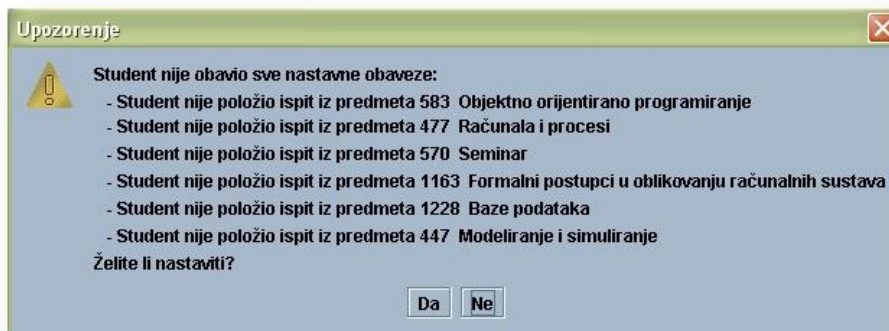 Upozorenje
Student nije obavio sve nastavne obaveze:
- Student nije položio ispit iz predmeta 583 Objektno orijentirano programiranje
- Student nije položio ispit iz predmeta 477 Računala i procesi
- Student nije položio ispit iz predmeta 570 Seminar
- Student nije položio ispit iz predmeta 1163 Formalni postupci u oblikovanju računalnih sustava
- Student nije položio ispit iz predmeta 1228 Baze podataka
- Student nije položio ispit iz predmeta 447 Modeliranje i simuliranje
Želite li nastaviti?
Da Ne